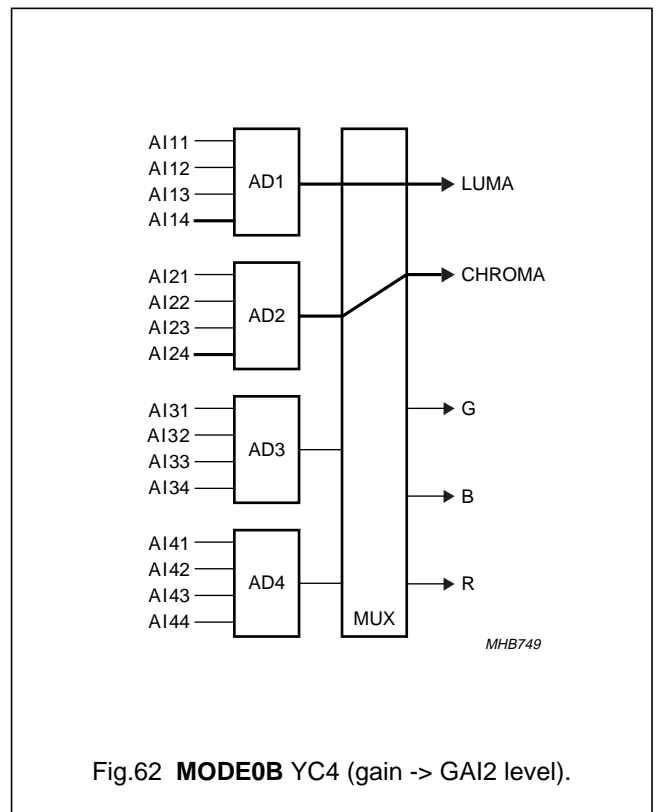 AI11
AI12
AI13
AI14
AD1
LUMA
AI21
AI22
AI23
AI24
AD2
CHROMA
AI31
AI32
AI33
AI34
AD3
G
B
AI41
AI42
AI43
AI44
AD4
R
MUX
MHB749
Fig.62 MODE0B YC4 (gain -> GAI2 level).